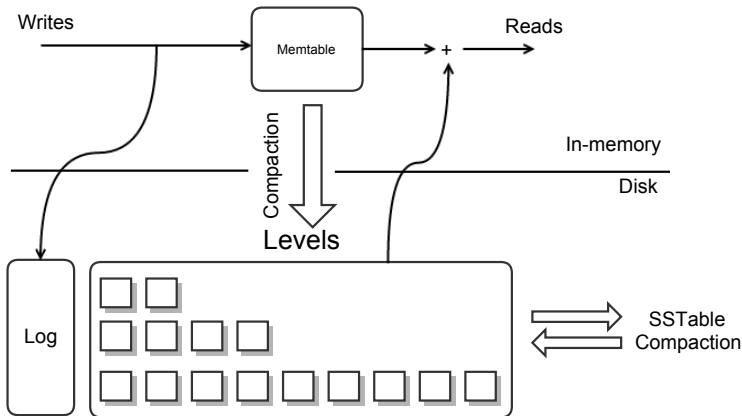 Writes
Memtable
+
Reads
Compaction
In-memory
Disk
Levels
Log
SSTable
Compaction